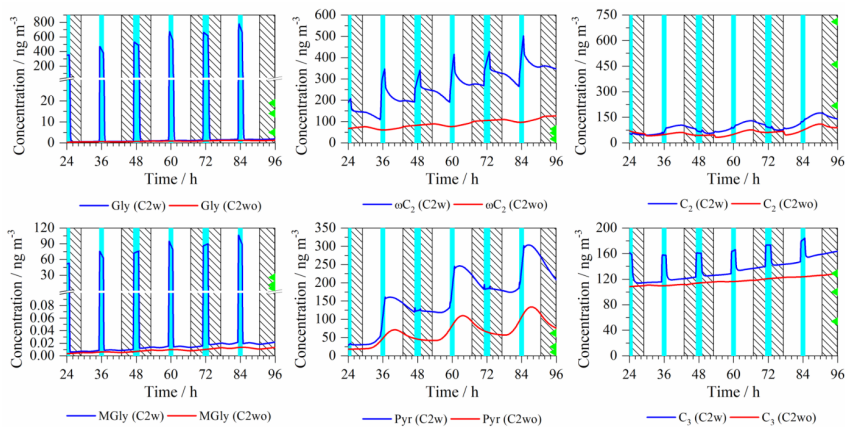 Concentration / ng m⁻³
800
600
400
200
20
10
0
24 36 48 60 72 84 96
Time / h
Gly (C2w) Gly (C2wo)
Concentration / ng m⁻³
600
500
400
300
200
100
0
24 36 48 60 72 84 96
Time / h
ωC₂ (C2w) ωC₂ (C2wo)
Concentration / ng m⁻³
750
600
450
300
150
0
24 36 48 60 72 84 96
Time / h
C₂ (C2w) C₂ (C2wo)
Concentration / ng m⁻³
120
90
60
30
0.08
0.06
0.04
0.02
0.00
24 36 48 60 72 84 96
Time / h
MGly (C2w) MGly (C2wo)
Concentration / ng m⁻³
350
300
250
200
150
100
50
0
24 36 48 60 72 84 96
Time / h
Pyr (C2w) Pyr (C2wo)
Concentration / ng m⁻³
200
160
120
80
40
0
24 36 48 60 72 84 96
Time / h
C₃ (C2w) C₃ (C2wo)